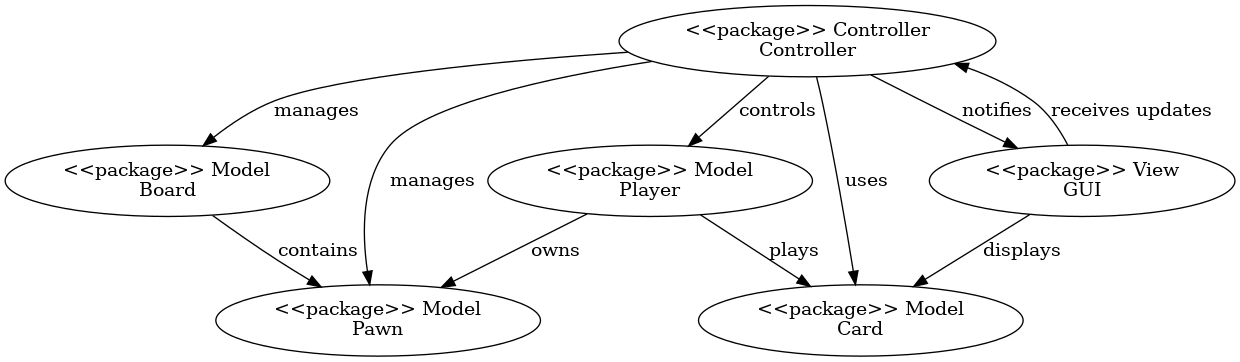 <<package>> Controller
Controller
manages
controls
notifies
receives updates
<<package>> Model
Board
manages
<<package>> Model
Player
uses
<<package>> View
GUI
contains
owns
plays
displays
<<package>> Model
Pawn
<<package>> Model
Card